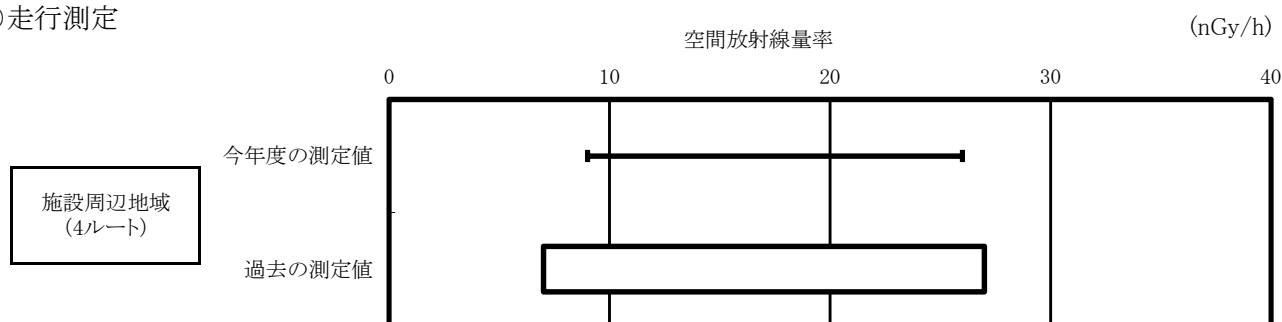 走行測定
(nGy/h)
空間放射線量率
0 10 20 30 40
今年度の測定値
施設周辺地域
(4ルート)
過去の測定値